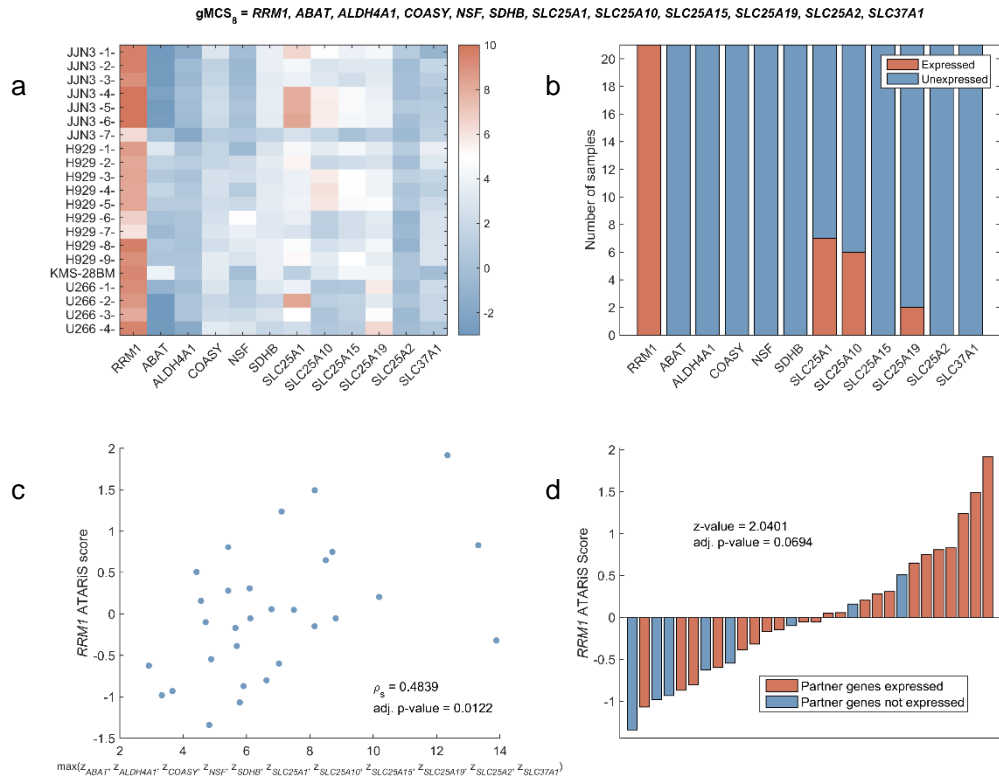 gMCS8 = RRM1, ABAT, ALDH4A1, COASY, NSF, SDHB, SLC25A1, SLC25A10, SLC25A15, SLC25A19, SLC25A2, SLC37A1
a
JJN3 -1-
JJN3 -2-
JJN3 -3-
JJN3 -4-
JJN3 -5-
JJN3 -6-
JJN3 -7-
H929 -1-
H929 -2-
H929 -3-
H929 -4-
H929 -5-
H929 -6-
H929 -7-
H929 -8-
H929 -9-
KMS-28BM
U266 -1-
U266 -2-
U266 -3-
U266 -4-
RRM1
ABAT
ALDH4A1
COASY
NSF
SDHB
SLC25A1
SLC25A10
SLC25A15
SLC25A19
SLC25A2
SLC37A1
10
8
6
4
2
0
-2
b
Number of samples
20
18
16
14
12
10
8
6
4
2
0
Expressed
Unexpressed
RRM1
ABAT
ALDH4A1
COASY
NSF
SDHB
SLC25A1
SLC25A10
SLC25A15
SLC25A19
SLC25A2
SLC37A1
c
RRM1 ATARiS score
2
1.5
1
0.5
0
-0.5
-1
-1.5
ρs = 0.4839
adj. p-value = 0.0122
2
4
6
8
10
12
14
max(zABAT, zALDH4A1, zCOASY, zNSF, zSDHB, zSLC25A1, zSLC25A10, zSLC25A15, zSLC25A19, zSLC25A2, zSLC37A1)
d
RRM1 ATARiS score
2
1.5
1
0.5
0
-0.5
-1
z-value = 2.0401
adj. p-value = 0.0694
Partner genes expressed
Partner genes not expressed